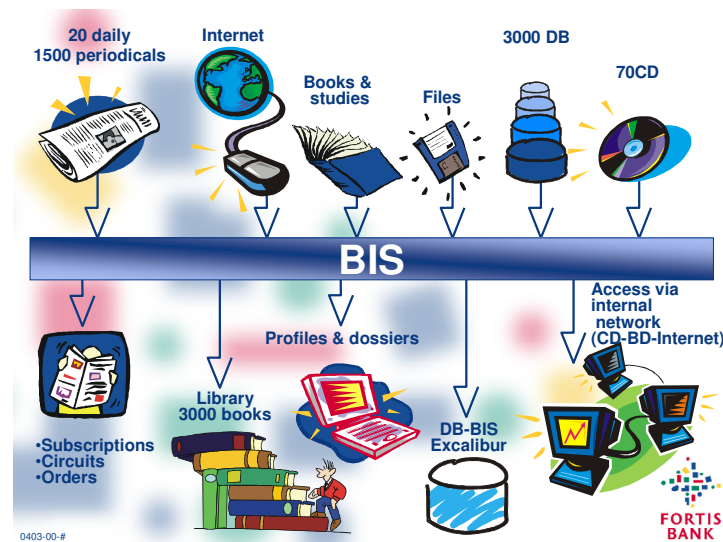 20 daily
1500 periodicals
Internet
Books &
studies
Files
3000 DB
70CD
BIS
Access via
internal
network
(CD-BD-Internet)
Profiles & dossiers
Library
3000 books
DB-BIS
Excalibur
•Subscriptions
•Circuits
•Orders
FORTIS
BANK
0403-00-#